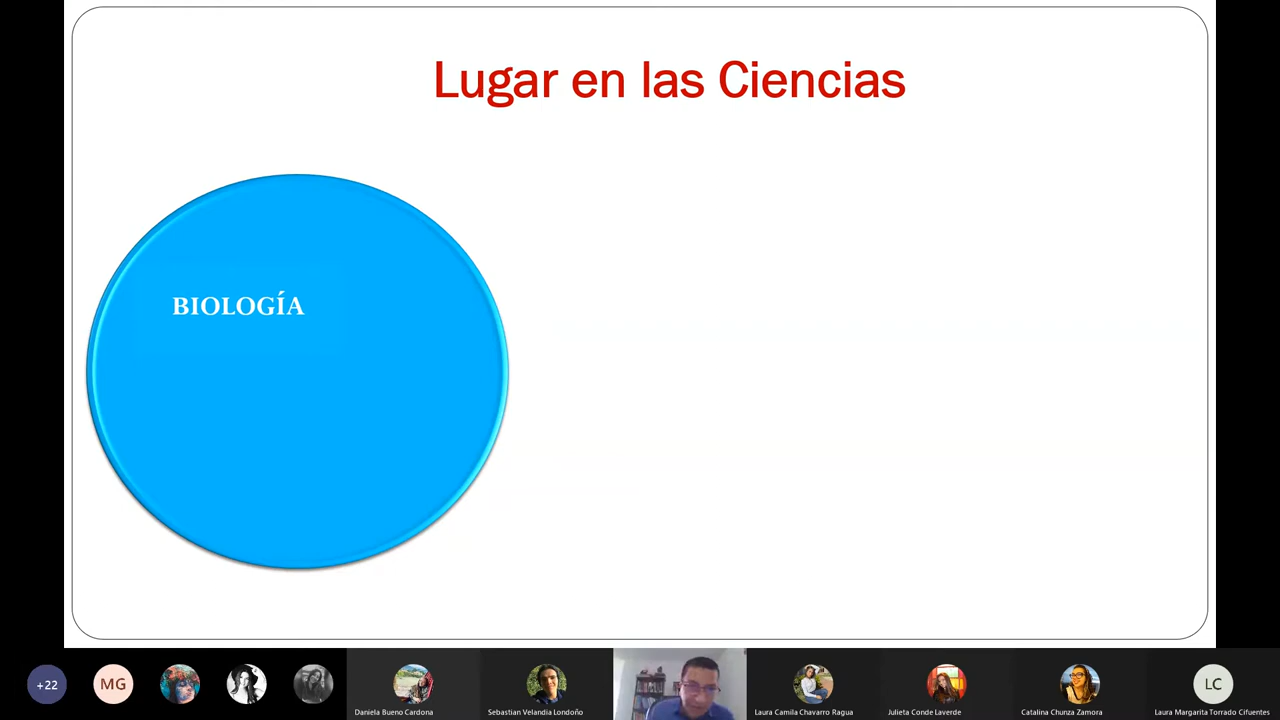 Lugar en las Ciencias
BIOLOGÍA
+22
MG
LC
Daniela Bueno Cardona
Sebastian Velandia Londoño
Laura Camila Chavarro Ragua
Julieta Conde Laverde
Catalina Chunza Zamora
Laura Margarita Torrado Cifuentes